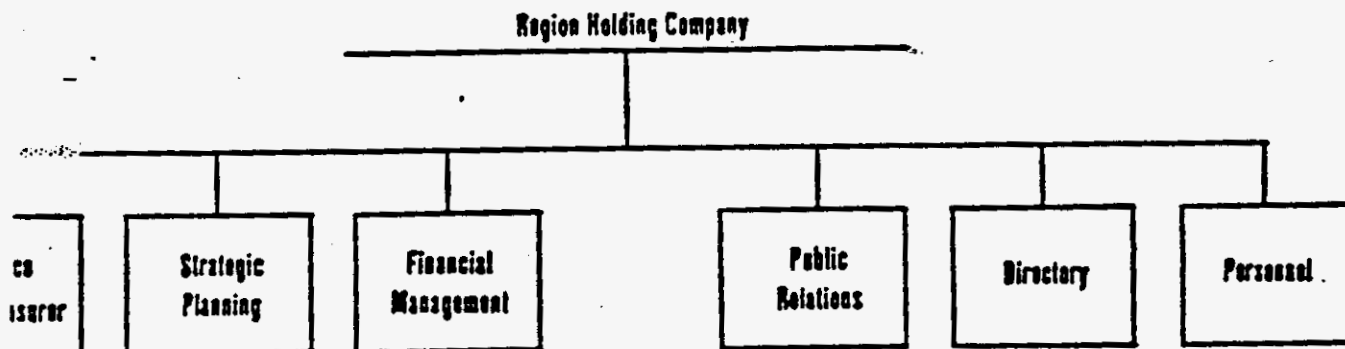 Region Holding Company
Strategic
Planning
Financial
Management
Public
Relations
Directory
Personnel